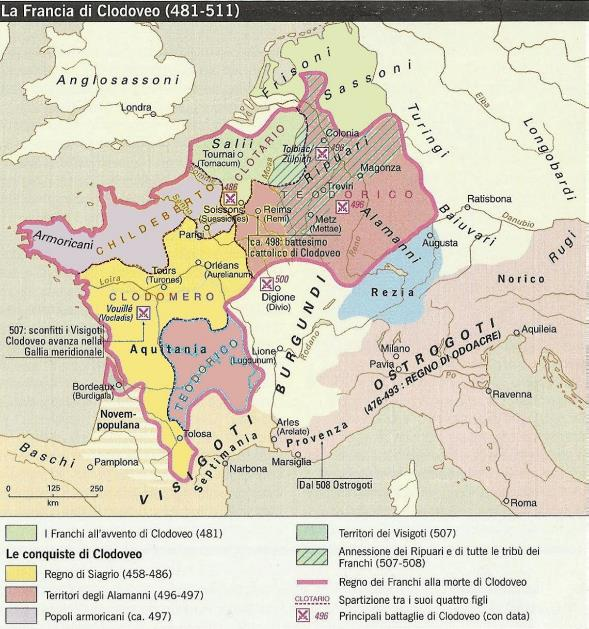 La Francia di Clodoveo (481-511)
Frisoni
Sassoni
Anglosassoni
Londra
Elba
Turingi
Longobardi
Colonia
Tolbiac/
Zülpich
496
Salii
Tournai
(Tornacum)
CLOTARIO
Mosa
Ripuari
Magonza
Treviri
TEODORICO
486
Somme
Senna
Soissons
(Suessiones)
Reims
(Remi)
Metz
(Mettae)
496
Alamanni
Reno
Ratisbona
Danubio
Baiuvari
Rugi
Armoricani
CHILDEBERTO
Parigi
ca. 498: battesimo
cattolico di Clodoveo
Augusta
Orléans
(Aurelianum)
Tours
(Turones)
Loira
500
Digione
(Divio)
Rezia
Norico
CLODOMERO
Vouillé
(Vocladis)
507: sconfitti i Visigoti
Clodoveo avanza nella
Gallia meridionale
Aquitania
TEODORICO
Lione
(Lugdunum)
BURGUNDI
Rodano
Milano
Pavia
Po
Aquileia
OSTROGOTI
(476-493 : REGNO DI ODOACRE)
Bordeaux
(Burdigala)
Ravenna
Novem-
populana
Tolosa
Arles
(Arelate)
Provenza
Marsiglia
Baschi
Pamplona
VISIGOTI
Septimania
Narbona
Dal 508 Ostrogoti
Roma
0 125 250
km
I Franchi all'avvento di Clodoveo (481)
Le conquiste di Clodoveo
Regno di Siagrio (458-486)
Territori degli Alamanni (496-497)
Popoli armoricani (ca. 497)
Territori dei Visigoti (507)
Annessione dei Ripuari e di tutte le tribù dei
Franchi (507-508)
Regno dei Franchi alla morte di Clodoveo
CLOTARIO Spartizione tra i suoi quattro figli
496 Principali battaglie di Clodoveo (con data)